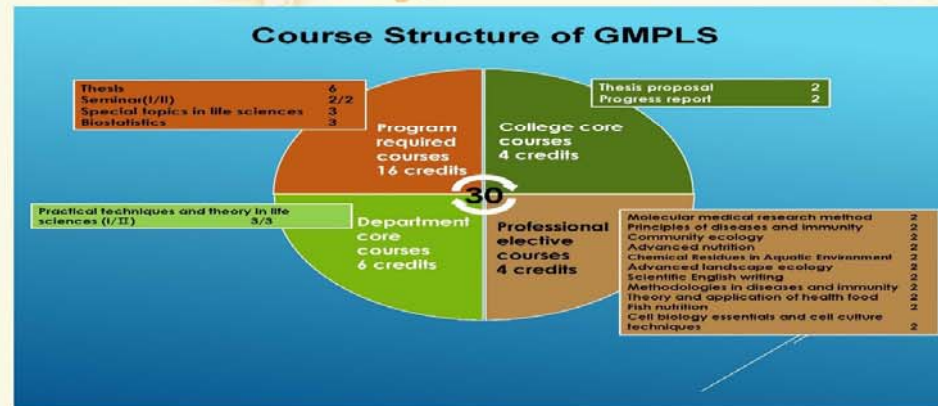 Course Structure of GMPLS
Thesis 6
Seminar(I/II) 2/2
Special topics in life sciences 3
Biostatistics 3
Thesis proposal 2
Progress report 2
Program
required
courses
16 credits
College core
courses
4 credits
30
Practical techniques and theory in life
sciences (I/II) 3/3
Department
core
courses
6 credits
Professional
elective
courses
4 credits
Molecular medical research method 2
Principles of diseases and immunity 2
Community ecology 2
Advanced nutrition 2
Chemical Residues in Aquatic Environment 2
Advanced landscape ecology 2
Scientific English writing 2
Methodologies in diseases and immunity 2
Theory and application of health food 2
Fish nutrition 2
Cell biology essentials and cell culture
techniques 2